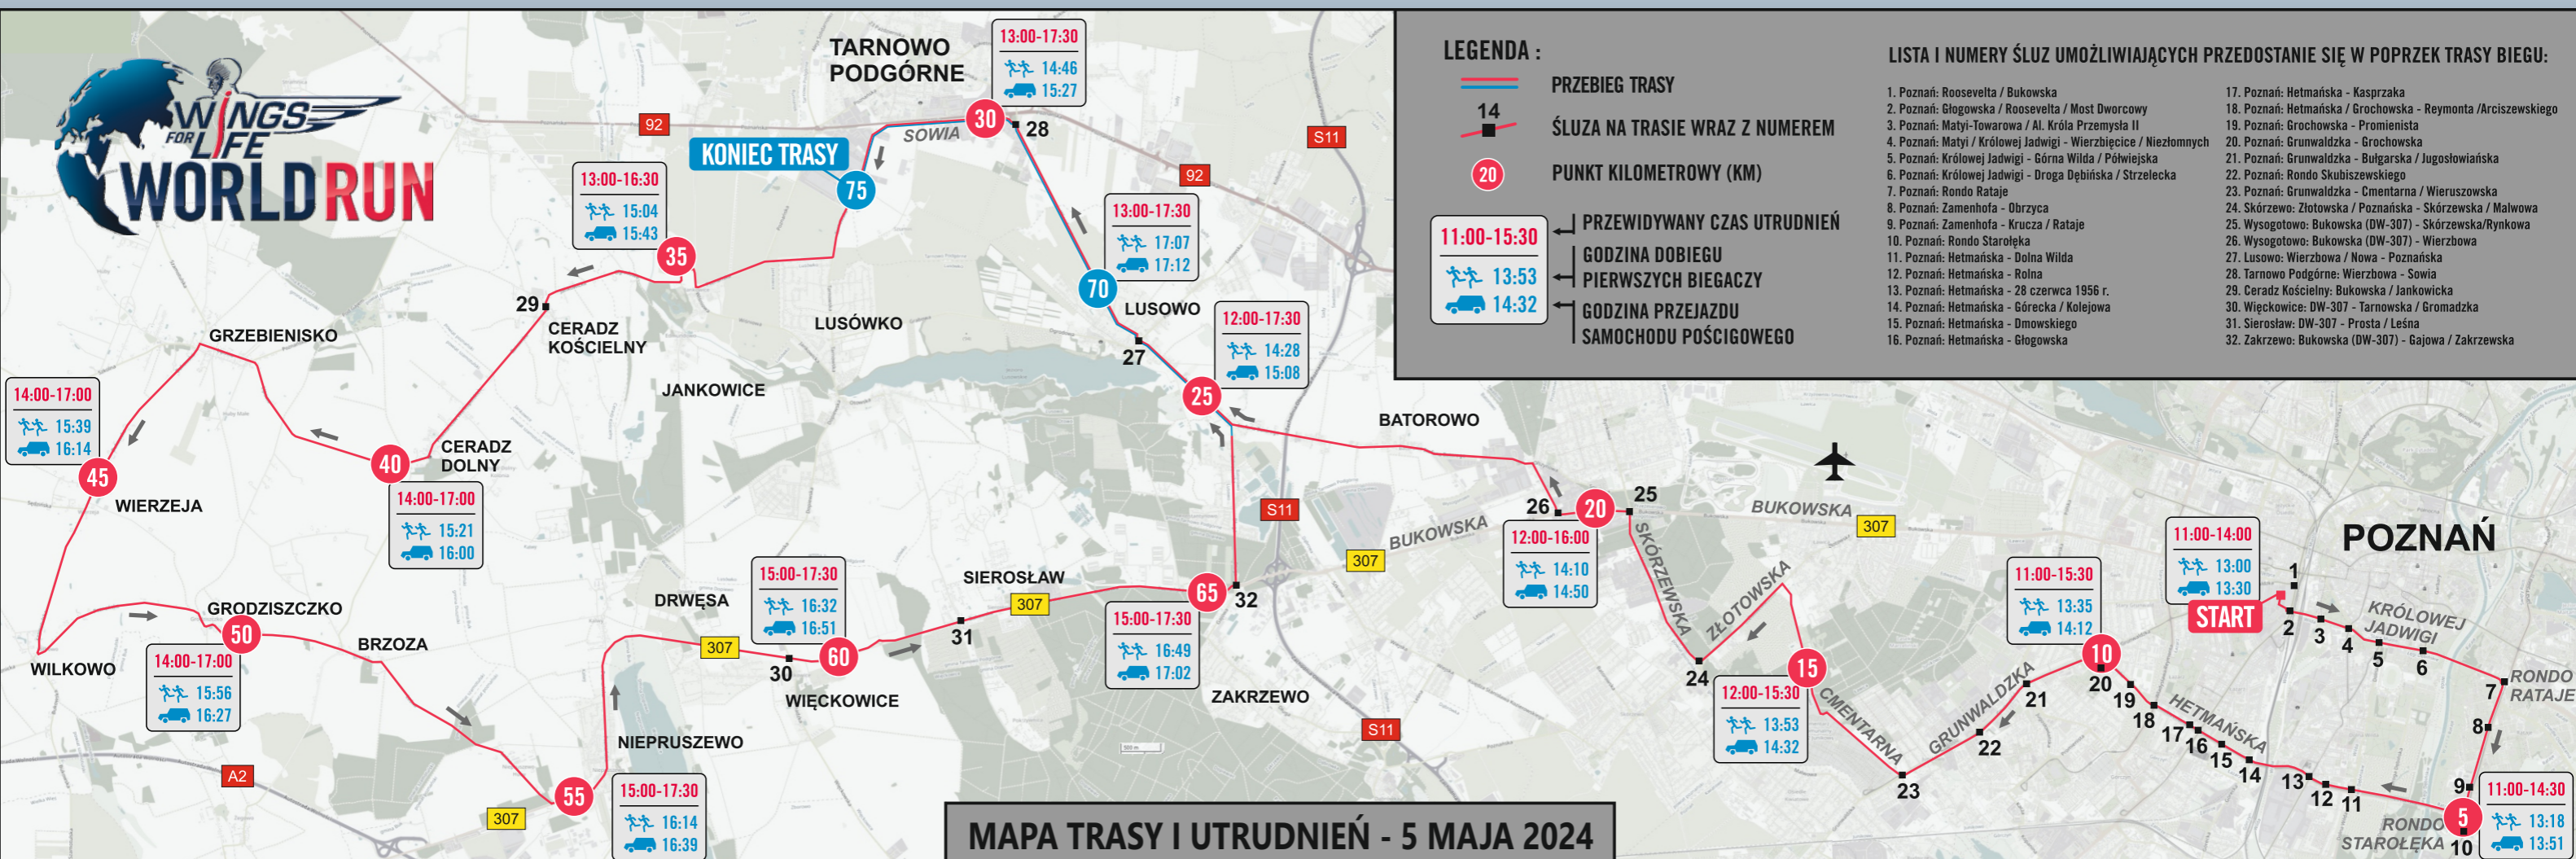 WINGS
FOR LIFE
WORLD RUN
TARNOWO
PODGÓRNE
13:00-17:30
14:46
15:27
30
28
SOWIA
92
KONIEC TRASY
75
S11
92
13:00-16:30
15:04
15:43
35
13:00-17:30
17:07
17:12
70
LUSOWO
29
CERADZ
KOŚCIELNY
LUSÓWKO
27
12:00-17:30
14:28
15:08
25
GRZEBIENISKO
JANKOWICE
BATOROWO
14:00-17:00
15:39
16:14
45
WIERZEJA
40
CERADZ
DOLNY
14:00-17:00
15:21
16:00
S11
26
20
25
BUKOWSKA
307
BUKOWSKA
307
12:00-16:00
14:10
14:50
SKÓRZEWSKA
ZŁOTOWSKA
24
15
12:00-15:30
13:53
14:32
CMENTARNA
23
GRUNWALDZKA
22
21
11:00-15:30
13:35
14:12
10
20
19
18
17
16
15
14
HETMAŃSKA
13
12
11
POZNAŃ
11:00-14:00
13:00
13:30
START
1
2
3
4
5
6
KRÓLOWEJ
JADWIGI
7
RONDO
RATAJE
8
9
5
10
RONDO
STAROŁĘKA
11:00-14:30
13:18
13:51
WILKOWO
GRODZISZCZKO
50
14:00-17:00
15:56
16:27
BRZOZA
A2
307
55
15:00-17:30
16:14
16:39
NIEPRUSZEWO
DRWĘSA
307
15:00-17:30
16:32
16:51
30
60
WIĘCKOWICE
31
SIEROSŁAW
307
65
32
15:00-17:30
16:49
17:02
ZAKRZEWO
S11
MAPA TRASY I UTRUDNIEŃ - 5 MAJA 2024
LEGENDA :
PRZEBIEG TRASY
14
ŚLUZA NA TRASIE WRAZ Z NUMEREM
20
PUNKT KILOMETROWY (KM)
11:00-15:30
13:53
14:32
PRZEWIDYWANY CZAS UTRUDNIEŃ
GODZINA DOBIEGU
PIERWSZYCH BIEGACZY
GODZINA PRZEJAZDU
SAMOCHODU POŚCIGOWEGO
LISTA I NUMERY ŚLUZ UMOŻLIWIAJĄCYCH PRZEDOSTANIE SIĘ W POPRZEK TRASY BIEGU:
1. Poznań: Roosevelta / Bukowska
2. Poznań: Głogowska / Roosevelta / Most Dworcowy
3. Poznań: Matyi-Towarowa / Al. Króla Przemysła II
4. Poznań: Matyi / Królowej Jadwigi - Wierzbięcice / Niezłomnych
5. Poznań: Królowej Jadwigi - Górna Wilda / Półwiejska
6. Poznań: Królowej Jadwigi - Droga Dębińska / Strzelecka
7. Poznań: Rondo Rataje
8. Poznań: Zamenhofa - Obrzyca
9. Poznań: Zamenhofa - Krucza / Rataje
10. Poznań: Rondo Starołęka
11. Poznań: Hetmańska - Dolna Wilda
12. Poznań: Hetmańska - Rolna
13. Poznań: Hetmańska - 28 czerwca 1956 r.
14. Poznań: Hetmańska - Górecka / Kolejowa
15. Poznań: Hetmańska - Dmowskiego
16. Poznań: Hetmańska - Głogowska
17. Poznań: Hetmańska - Kasprzaka
18. Poznań: Hetmańska / Grochowska - Reymonta /Arciszewskiego
19. Poznań: Grochowska - Promienista
20. Poznań: Grunwaldzka - Grochowska
21. Poznań: Grunwaldzka - Bułgarska / Jugosłowiańska
22. Poznań: Rondo Skubiszewskiego
23. Poznań: Grunwaldzka - Cmentarna / Wieruszowska
24. Skórzewo: Złotowska / Poznańska - Skórzewska / Malwowa
25. Wysogotowo: Bukowska (DW-307) - Skórzewska/Rynkowa
26. Wysogotowo: Bukowska (DW-307) - Wierzbowa
27. Lusowo: Wierzbowa / Nowa - Poznańska
28. Tarnowo Podgórne: Wierzbowa - Sowia
29. Ceradz Kościelny: Bukowska / Jankowicka
30. Więckowice: DW-307 - Tarnowska / Gromadzka
31. Sierosław: DW-307 - Prosta / Leśna
32. Zakrzewo: Bukowska (DW-307) - Gajowa / Zakrzewska